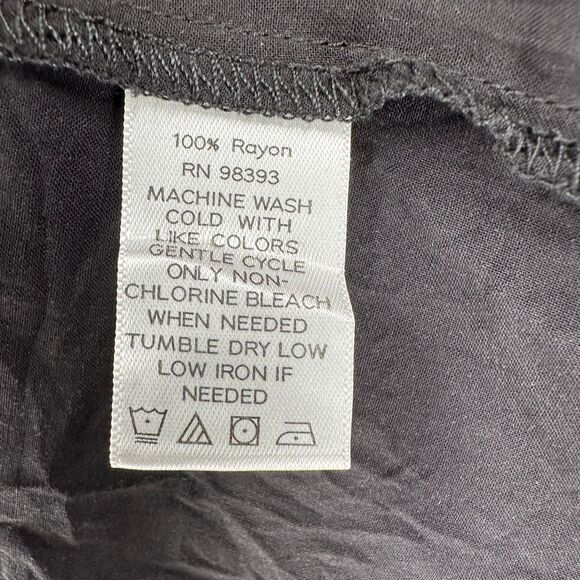 100% Rayon
RN 98393
MACHINE WASH
COLD WITH
LIKE COLORS
GENTLE CYCLE
ONLY NON-
CHLORINE BLEACH
WHEN NEEDED
TUMBLE DRY LOW
LOW IRON IF
NEEDED